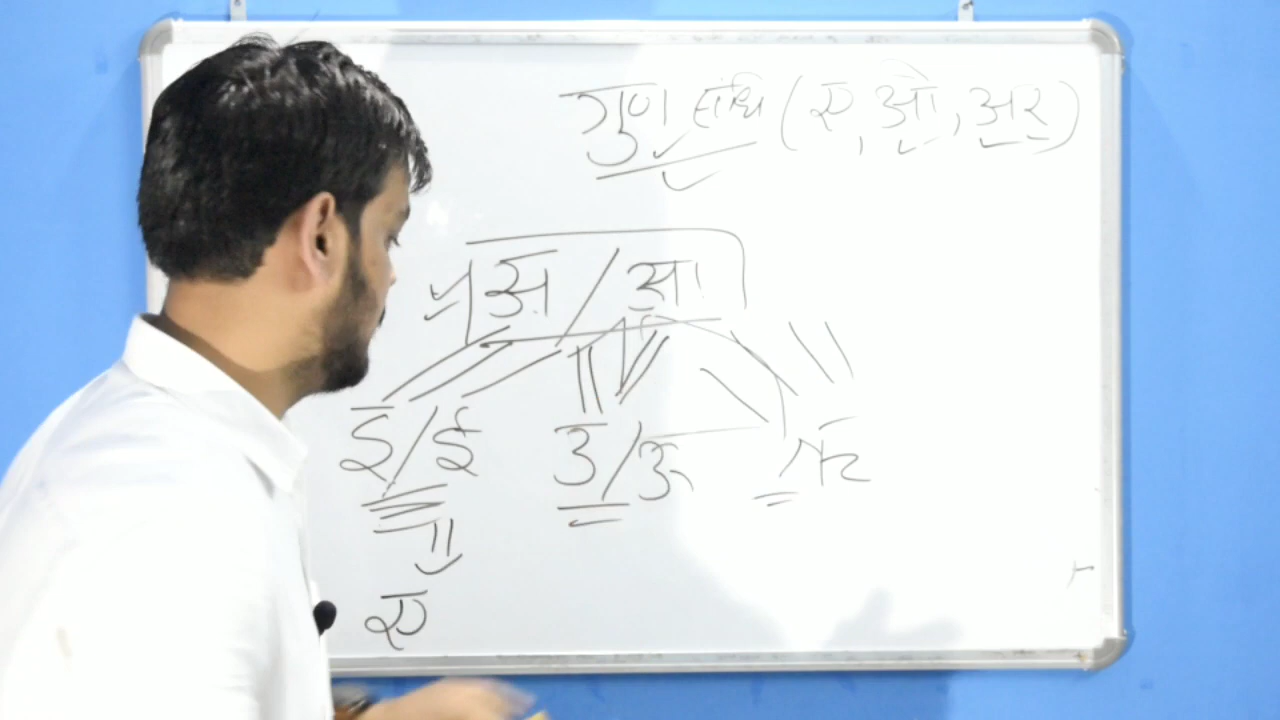 गुण संधि (ए, ओ, अर)
अ / आ
इ/ई उ/ऊ ऋ
ए